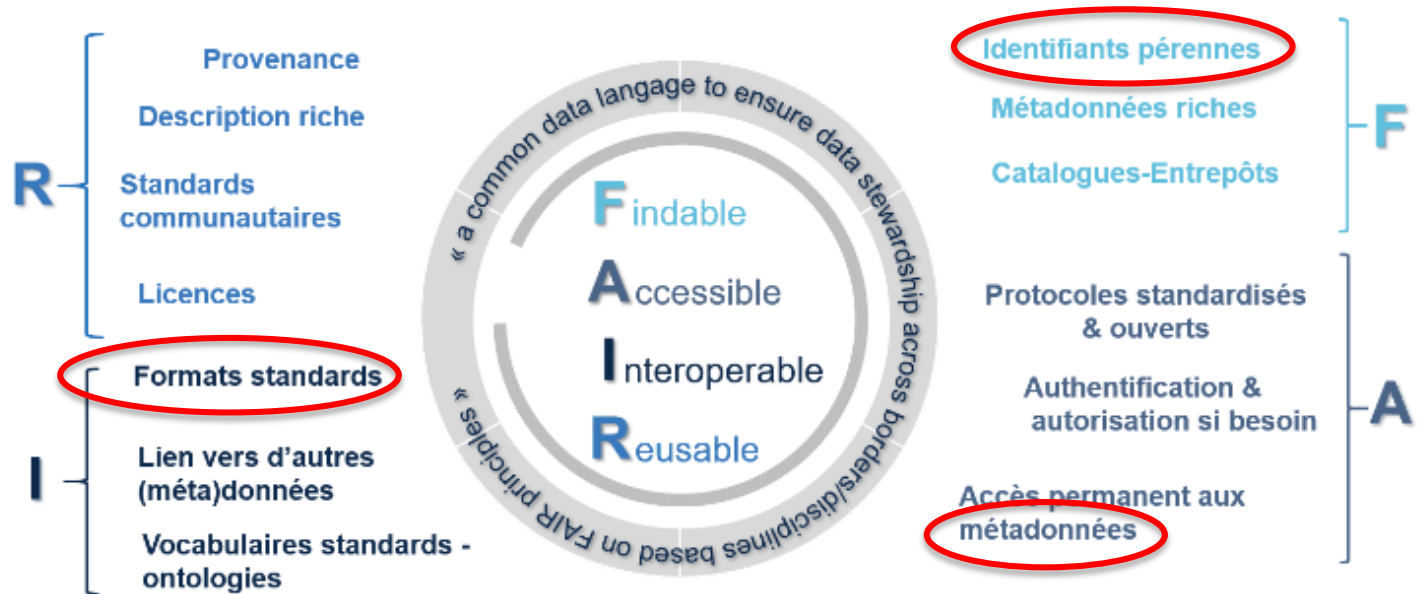 R
Provenance
Description riche
Standards
communautaires
Licences
I
Formats standards
Lien vers d'autres
(méta)données
Vocabulaires standards -
ontologies
« a common data langage to ensure data stewardship across borders/disciplines based on FAIR principles »
Findable
Accessible
Interoperable
Reusable
Identifiants pérennes
Métadonnées riches
Catalogues-Entrepôts
F
Protocoles standardisés
& ouverts
Authentification &
autorisation si besoin
Accès permanent aux
métadonnées
A